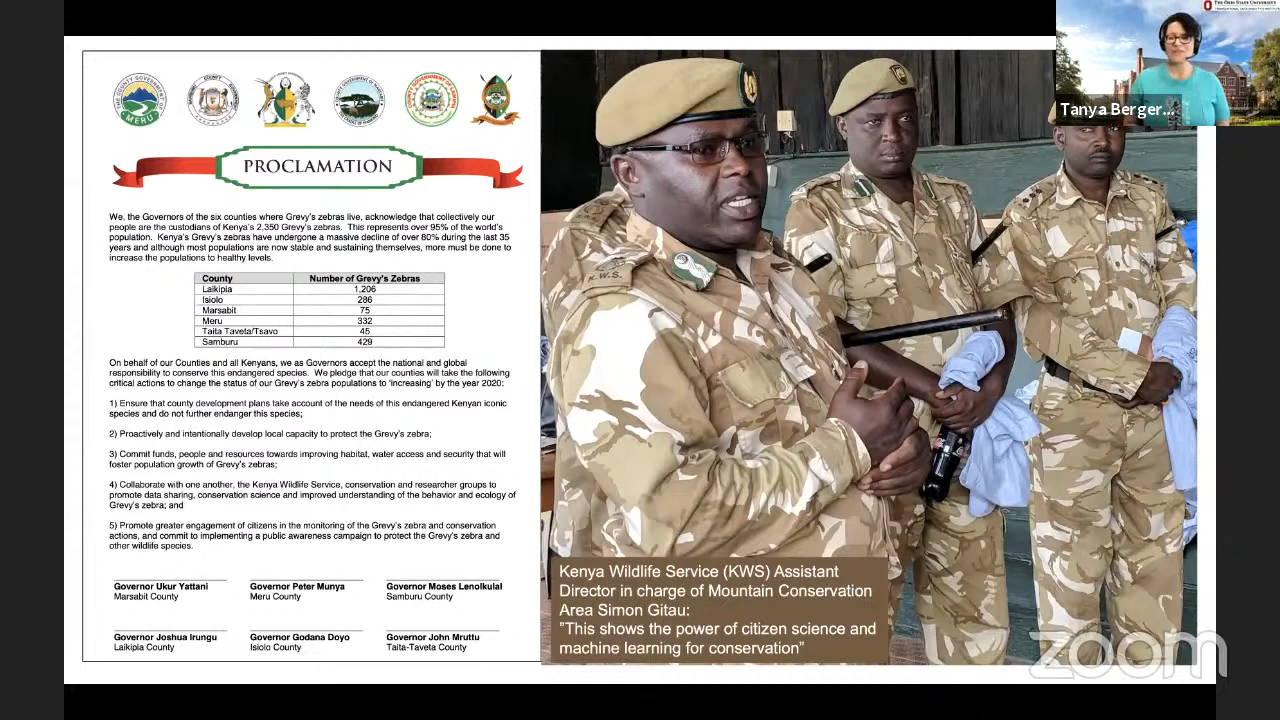 THE OHIO STATE UNIVERSITY
Tanya Berger...
MERU
PROCLAMATION
We, the Governors of the six counties where Grevy's zebras live, acknowledge that collectively our
people are the custodians of Kenya's 2,350 Grevy's zebras. This represents over 95% of the world's
population. Kenya's Grevy's zebras have undergone a massive decline of over 80% during the last 35
years and although most populations are now stable and sustaining themselves, more must be done to
increase the populations to healthy levels.
County Number of Grevy's Zebras
Laikipia 1,206
Isiolo 286
Marsabit 75
Meru 332
Taita Taveta/Tsavo 45
Samburu 429
On behalf of our Counties and all Kenyans, we as Governors accept the national and global
responsibility to conserve this endangered species. We pledge that our counties will take the following
critical actions to change the status of our Grevy's zebra populations to 'increasing' by the year 2020:
1) Ensure that county development plans take account of the needs of this endangered Kenyan iconic
species and do not further endanger this species;
2) Proactively and intentionally develop local capacity to protect the Grevy's zebra;
3) Commit funds, people and resources towards improving habitat, water access and security that will
foster population growth of Grevy's zebras;
4) Collaborate with one another, the Kenya Wildlife Service, conservation and researcher groups to
promote data sharing, conservation science and improved understanding of the behavior and ecology of
Grevy's zebra; and
5) Promote greater engagement of citizens in the monitoring of the Grevy's zebra and conservation
actions, and commit to implementing a public awareness campaign to protect the Grevy's zebra and
other wildlife species.
Governor Ukur Yattani Governor Peter Munya Governor Moses Lenolkulal
Marsabit County Meru County Samburu County
Governor Joshua Irungu Governor Godana Doyo Governor John Mruttu
Laikipia County Isiolo County Taita-Taveta County
K.W.S.
Kenya Wildlife Service (KWS) Assistant
Director in charge of Mountain Conservation
Area Simon Gitau:
"This shows the power of citizen science and
machine learning for conservation"
zoom